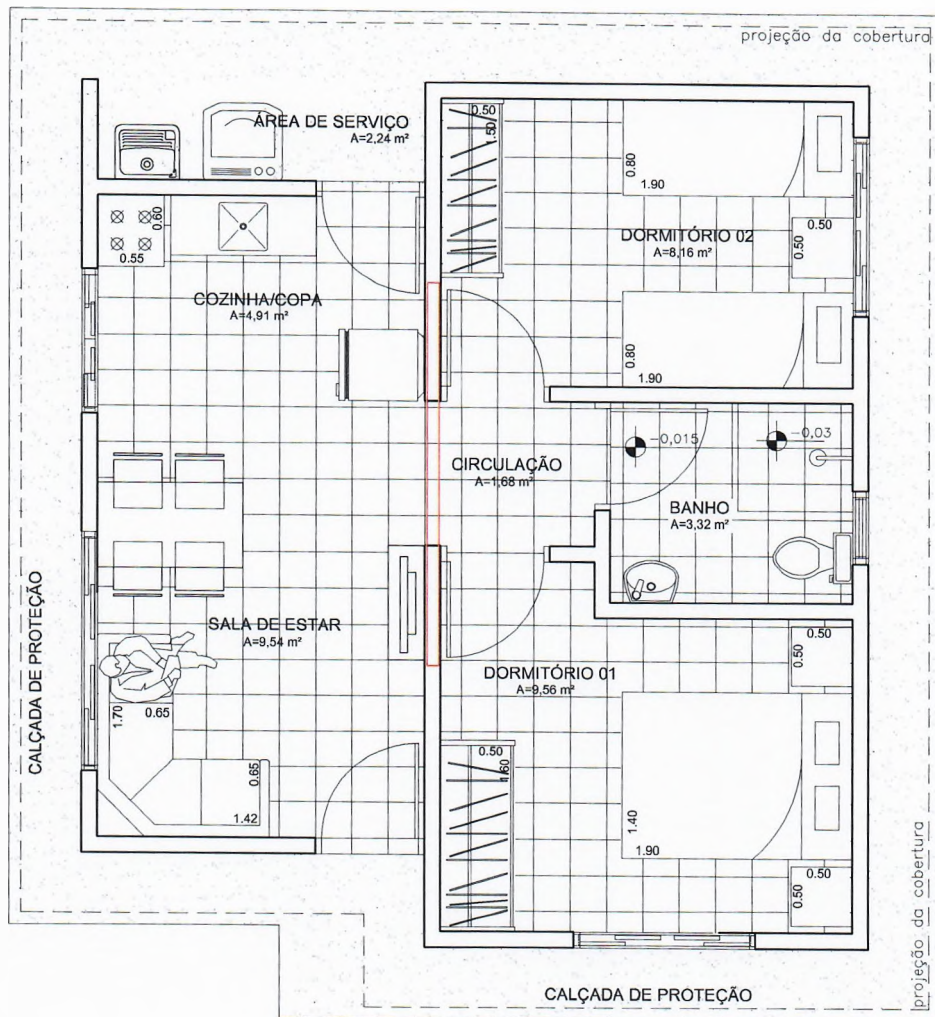 projeção da cobertura
ÁREA DE SERVIÇO
A=2,24 m²
0.50
1.50
0.80
1.90
0.60
0.55
DORMITÓRIO 02
A=8,16 m²
0.50
0.50
COZINHA/COPA
A=4,91 m²
0.80
1.90
-0,015
-0,03
CIRCULAÇÃO
A=1,68 m²
BANHO
A=3,32 m²
CALÇADA DE PROTEÇÃO
SALA DE ESTAR
A=9,54 m²
0.50
0.50
DORMITÓRIO 01
A=9,56 m²
1.70
0.65
0.50
1.60
0.65
1.42
1.40
1.90
0.50
0.50
projeção da cobertura
CALÇADA DE PROTEÇÃO